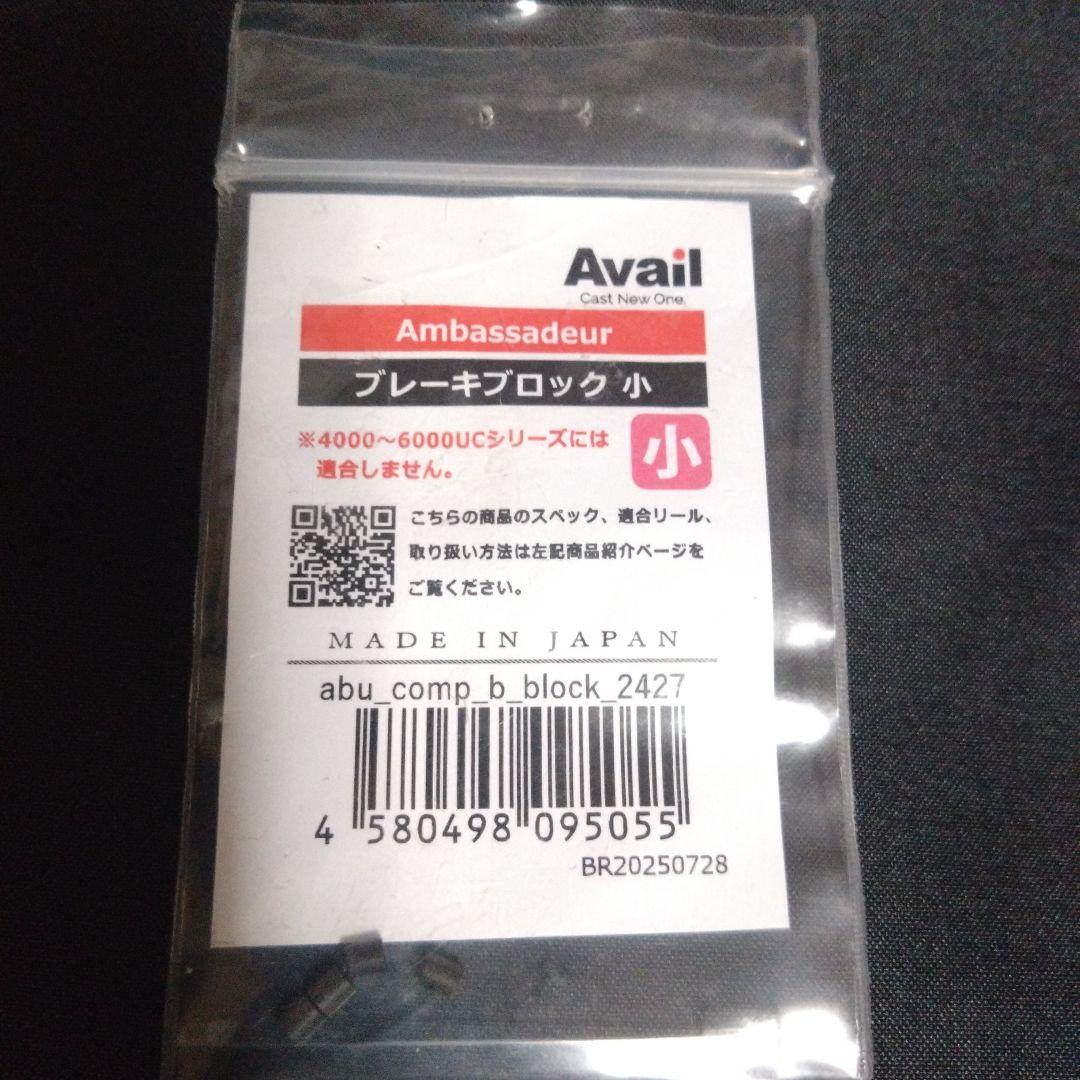 Avail
Cast New One.
Ambassadeur
ブレーキブロック 小
※4000〜6000UCシリーズには
適合しません。
小
こちらの商品のスペック、適合リール、
取り扱い方法は左記商品紹介ページを
ご覧ください。
MADE IN JAPAN
abu_comp_b_block_2427
4 580498 095055
BR20250728